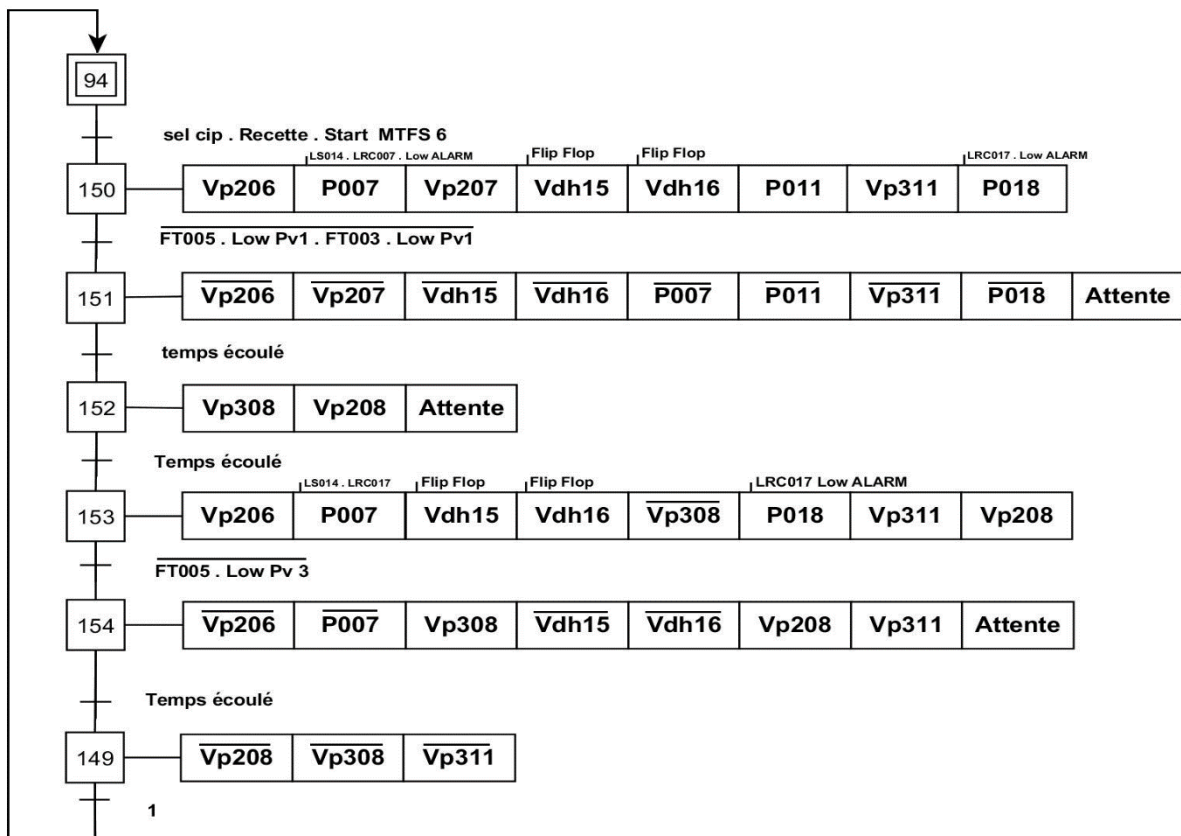 94
sel cip . Recette . Start MTFS 6
LS014 . LRC007 . Low ALARM Flip Flop Flip Flop LRC017 . Low ALARM
150 Vp206 P007 Vp207 Vdh15 Vdh16 P011 Vp311 P018
FT005 . Low Pv1 . FT003 . Low Pv1
151 Vp206 Vp207 Vdh15 Vdh16 P007 P011 Vp311 P018 Attente
temps écoulé
152 Vp308 Vp208 Attente
Temps écoulé
LS014 . LRC017 Flip Flop Flip Flop LRC017 Low ALARM
153 Vp206 P007 Vdh15 Vdh16 Vp308 P018 Vp311 Vp208
FT005 . Low Pv 3
154 Vp206 P007 Vp308 Vdh15 Vdh16 Vp208 Vp311 Attente
Temps écoulé
149 Vp208 Vp308 Vp311
1